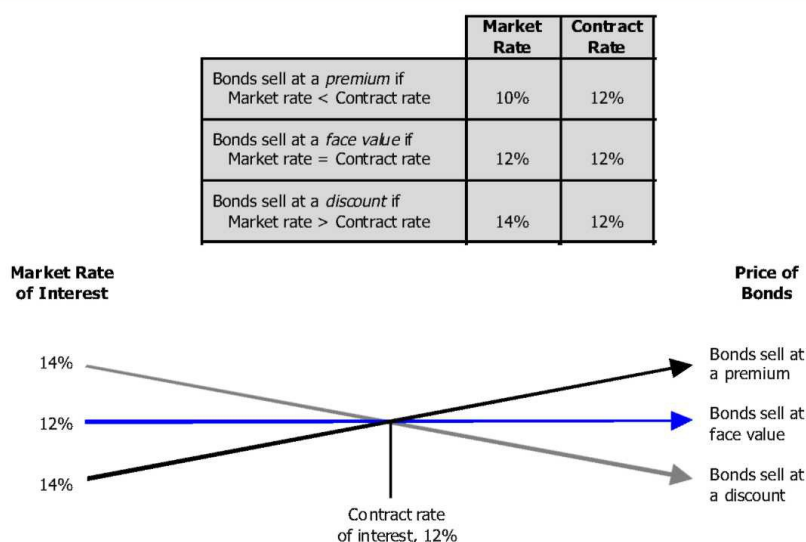 Market Contract
Rate Rate
Bonds sell at a premium if
Market rate < Contract rate 10% 12%
Bonds sell at a face value if
Market rate = Contract rate 12% 12%
Bonds sell at a discount if
Market rate > Contract rate 14% 12%
Market Rate
of Interest
Price of
Bonds
14%
12%
14%
Bonds sell at
a premium
Bonds sell at
face value
Bonds sell at
a discount
Contract rate
of interest, 12%